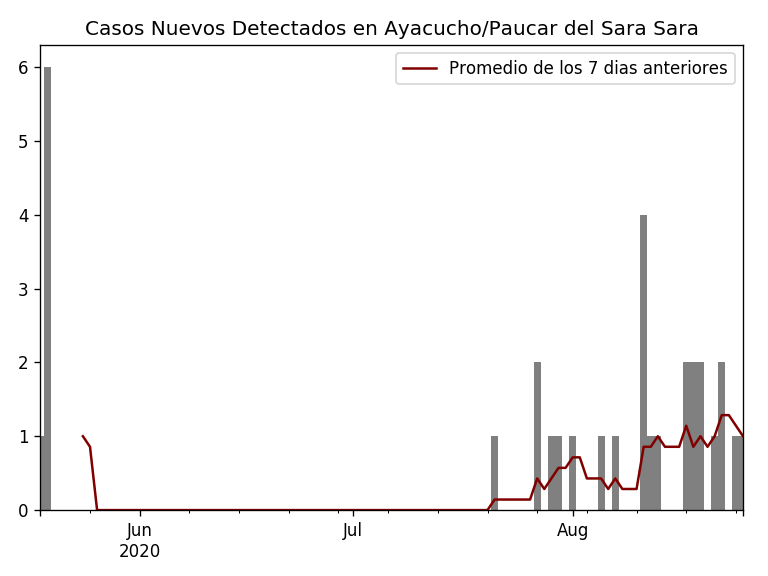 Casos Nuevos Detectados en Ayacucho/Paucar del Sara Sara
Promedio de los 7 dias anteriores
6
5
4
3
2
1
0
Jun
2020
Jul
Aug